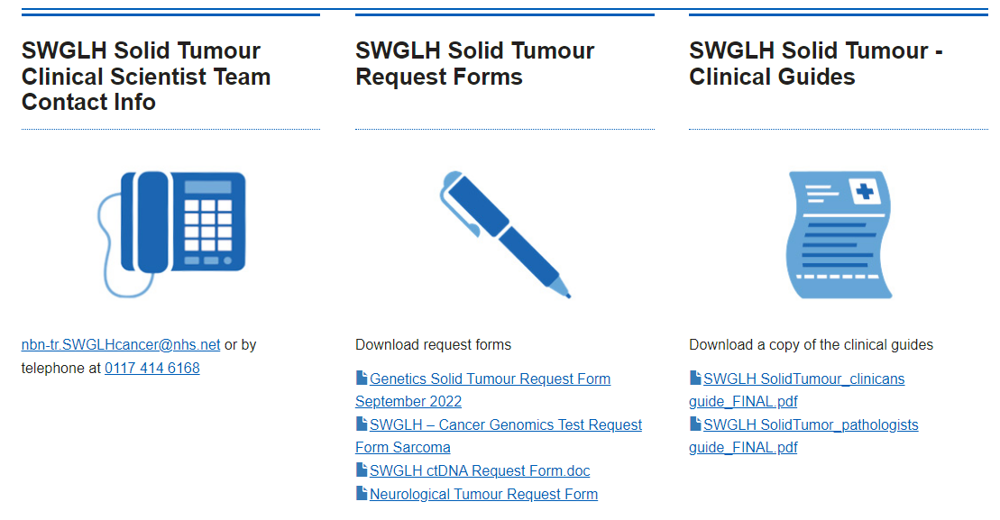 SWGLH Solid Tumour
Clinical Scientist Team
Contact Info
nbn-tr.SWGLHcancer@nhs.net or by
telephone at 0117 414 6168
SWGLH Solid Tumour
Request Forms
Download request forms
Genetics Solid Tumour Request Form
September 2022
SWGLH – Cancer Genomics Test Request
Form Sarcoma
SWGLH ctDNA Request Form.doc
Neurological Tumour Request Form
SWGLH Solid Tumour -
Clinical Guides
Download a copy of the clinical guides
SWGLH SolidTumour_clinicans
guide_FINAL.pdf
SWGLH SolidTumor_pathologists
guide_FINAL.pdf